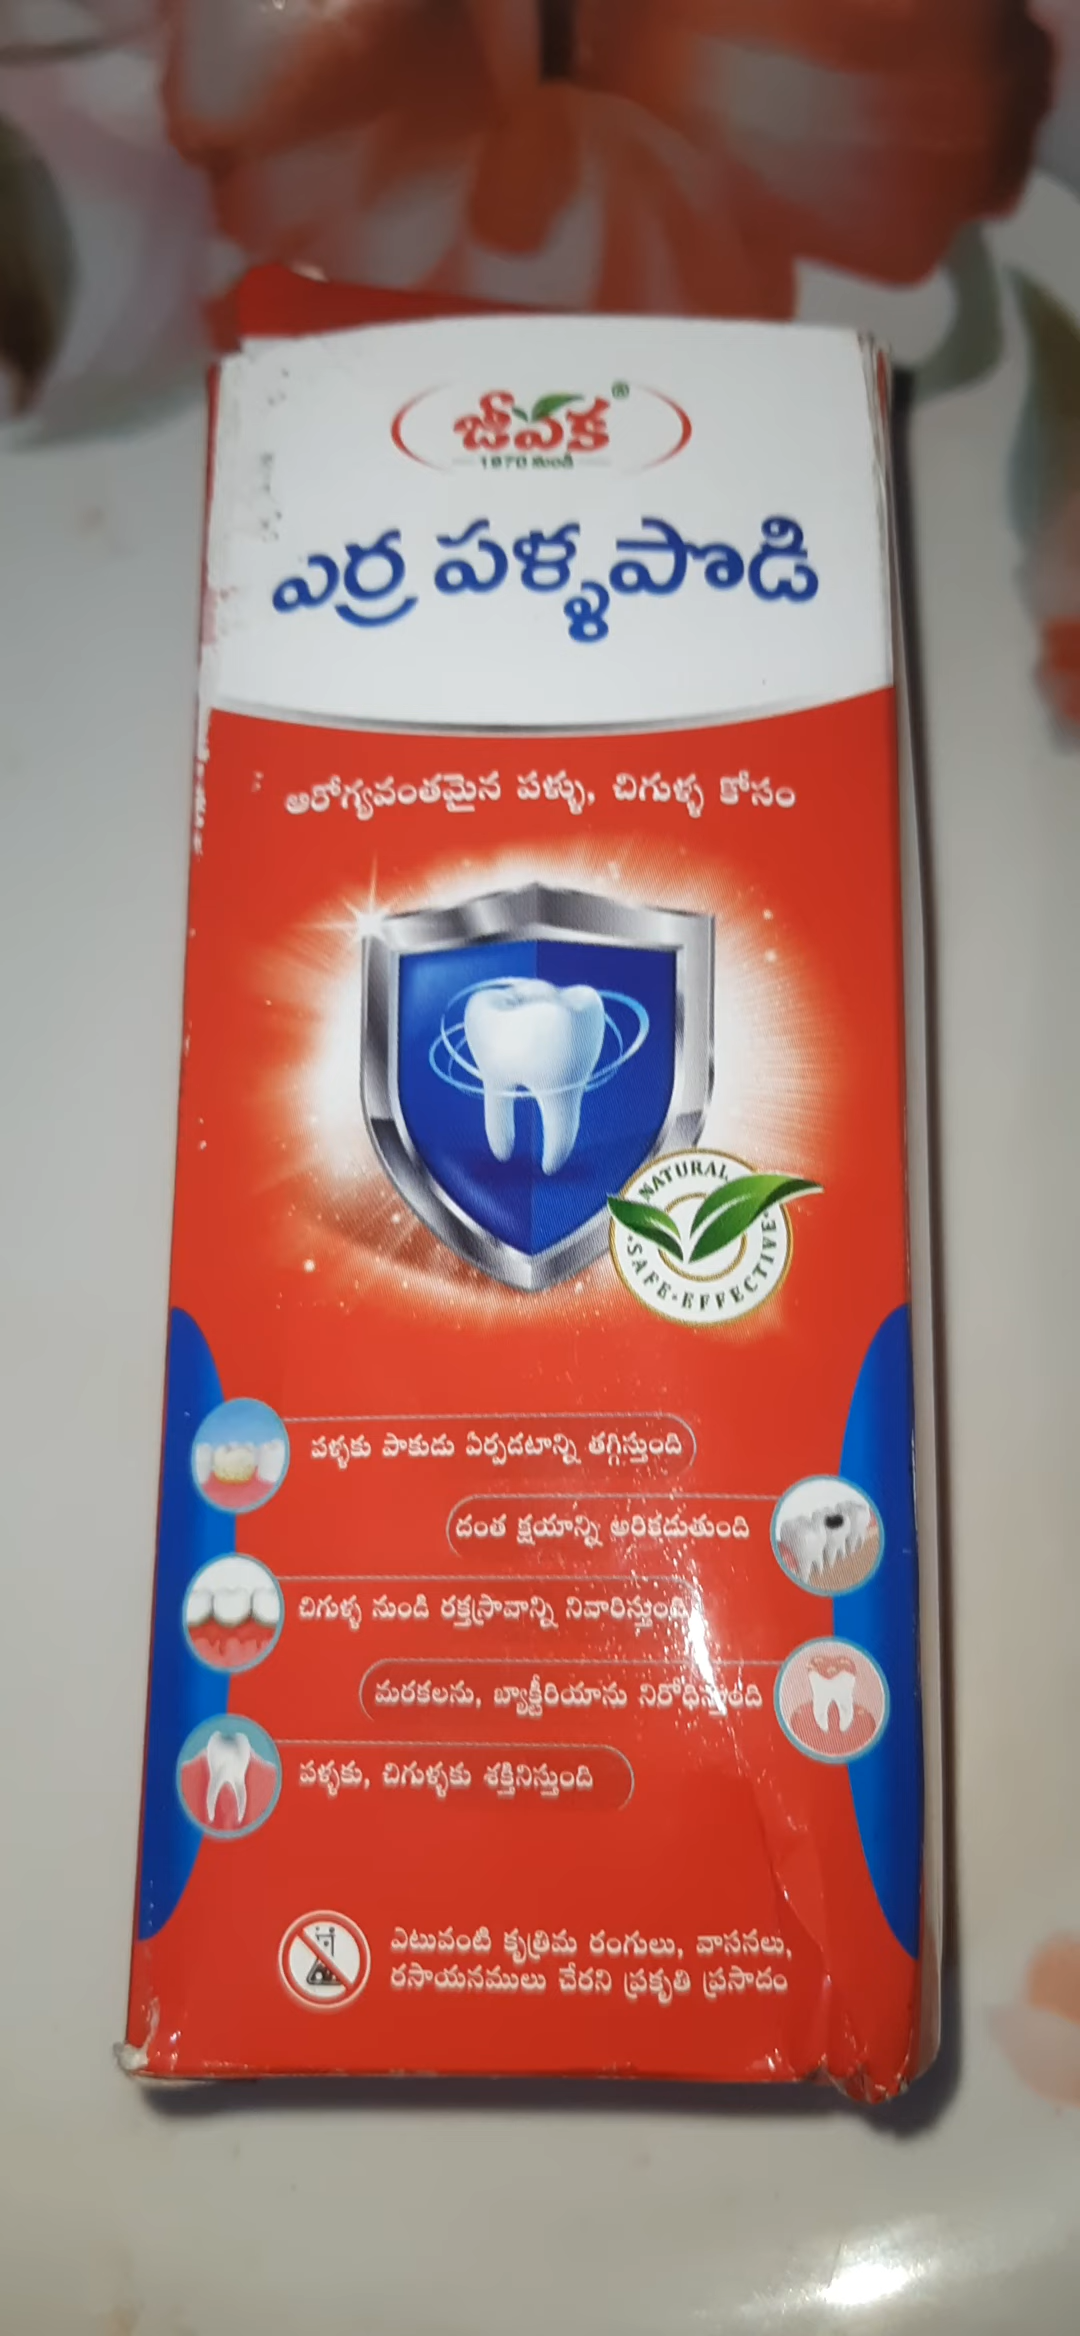 జీవక®
1970 నుండి
ఎర్ర పళ్ళపొడి
ఆరోగ్యవంతమైన పళ్ళు, చిగుళ్ళ కోసం
NATURAL
SAFE • EFFECTIVE
పళ్ళకు పాకుడు ఏర్పడటాన్ని తగ్గిస్తుంది
దంత క్షయాన్ని అరికడుతుంది
చిగుళ్ళ నుండి రక్తస్రావాన్ని నివారిస్తుంది
మరకలను, బ్యాక్టీరియాను నిరోధిస్తుంది
పళ్ళకు, చిగుళ్ళకు శక్తినిస్తుంది
ఎటువంటి కృత్రిమ రంగులు, వాసనలు,
రసాయనములు చేరని ప్రకృతి ప్రసాదం